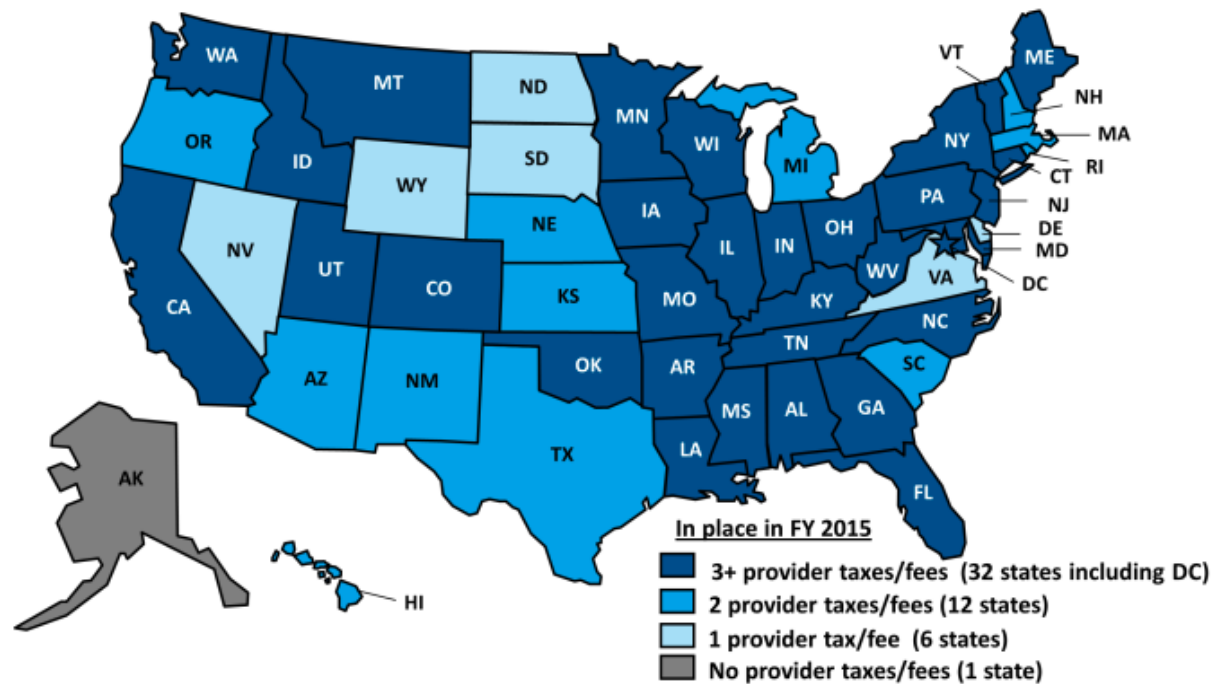 WA
MT
ND
MN
VT
ME
NH
OR
ID
SD
WI
MI
NY
MA
WY
RI
CT
IA
PA
NJ
NE
NV
UT
CO
IL
IN
OH
DE
MD
WV
VA
DC
CA
KS
MO
KY
NC
TN
AZ
NM
OK
AR
SC
MS
AL
GA
TX
LA
AK
FL
HI
In place in FY 2015
3+ provider taxes/fees (32 states including DC)
2 provider taxes/fees (12 states)
1 provider tax/fee (6 states)
No provider taxes/fees (1 state)